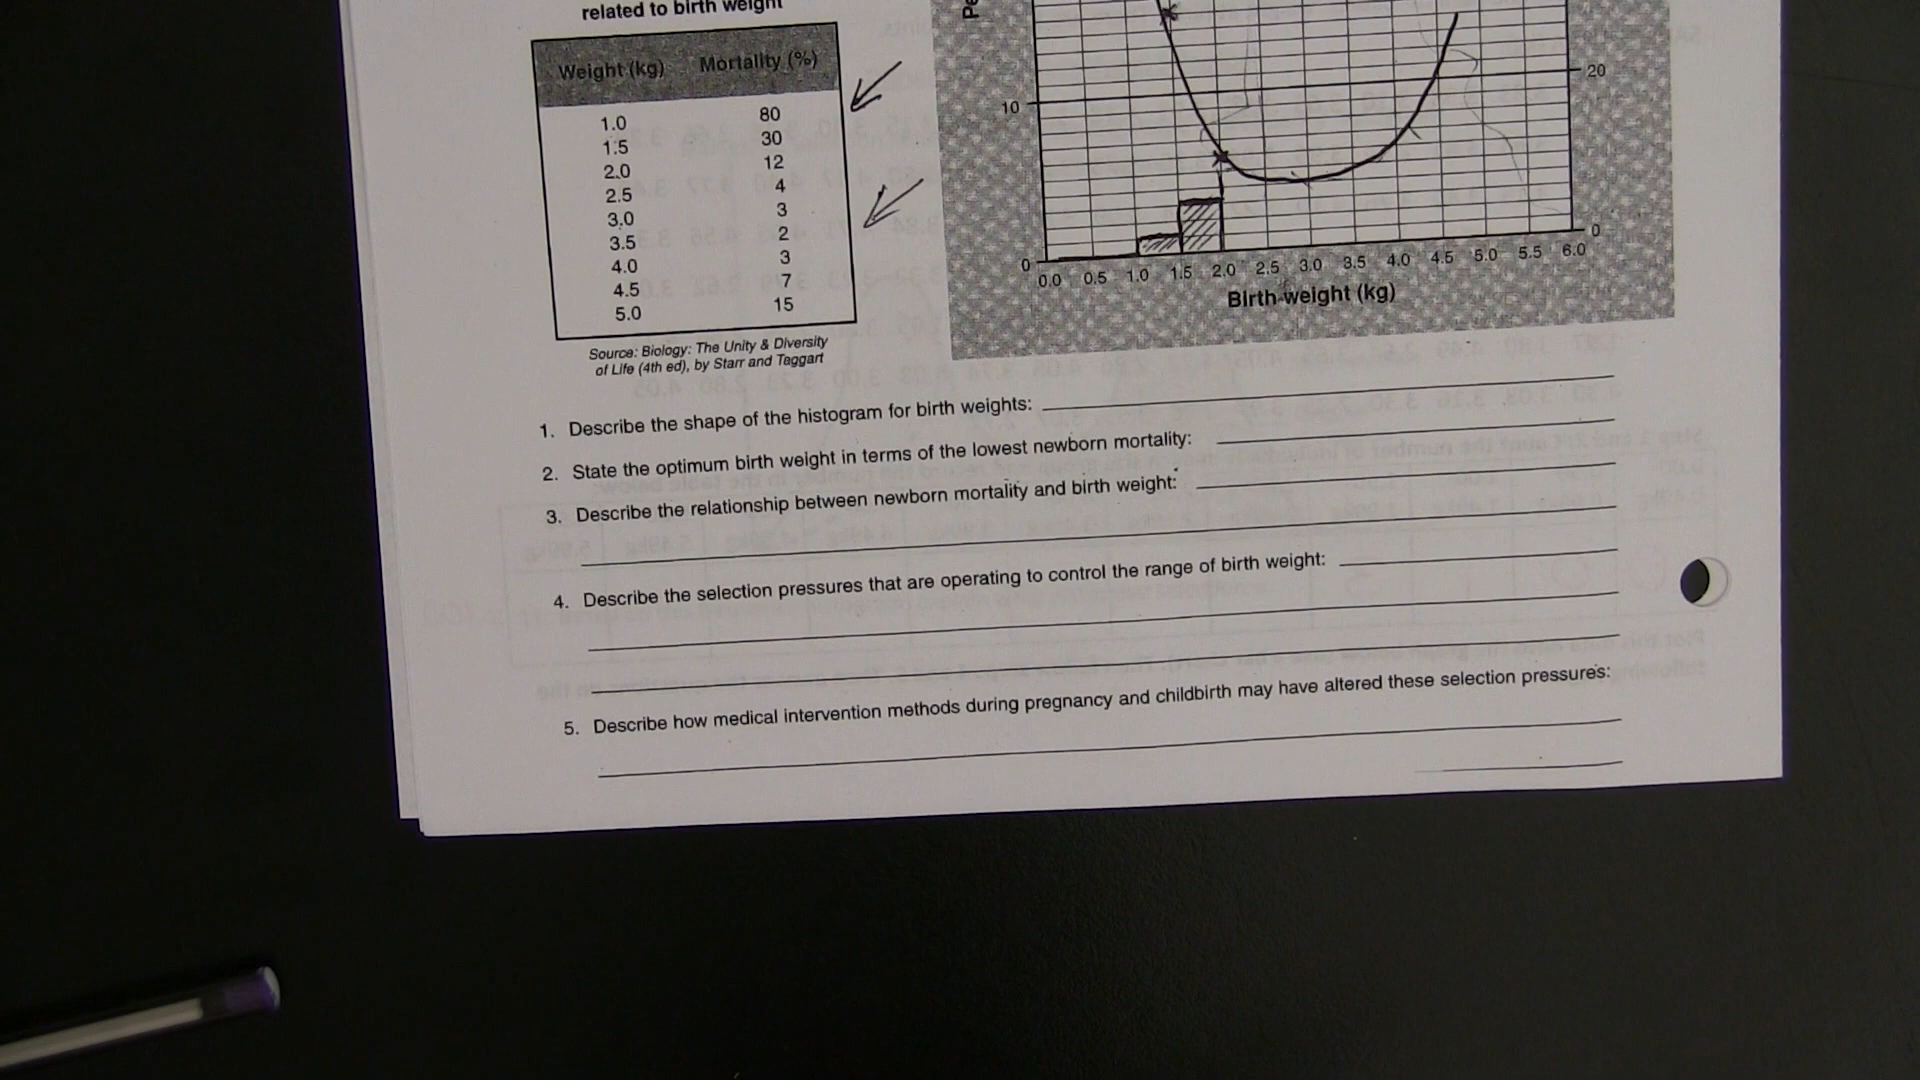 related to birth weight
Weight (kg) Mortality (%)
1.0 80
1.5 30
2.0 12
2.5 4
3.0 3
3.5 2
4.0 3
4.5 7
5.0 15
Source: Biology: The Unity & Diversity
of Life (4th ed), by Starr and Taggart
10
20
0
0
0.0 0.5 1.0 1.5 2.0 2.5 3.0 3.5 4.0 4.5 5.0 5.5 6.0
Birth weight (kg)
1. Describe the shape of the histogram for birth weights:
2. State the optimum birth weight in terms of the lowest newborn mortality:
3. Describe the relationship between newborn mortality and birth weight:
4. Describe the selection pressures that are operating to control the range of birth weight:
5. Describe how medical intervention methods during pregnancy and childbirth may have altered these selection pressures: